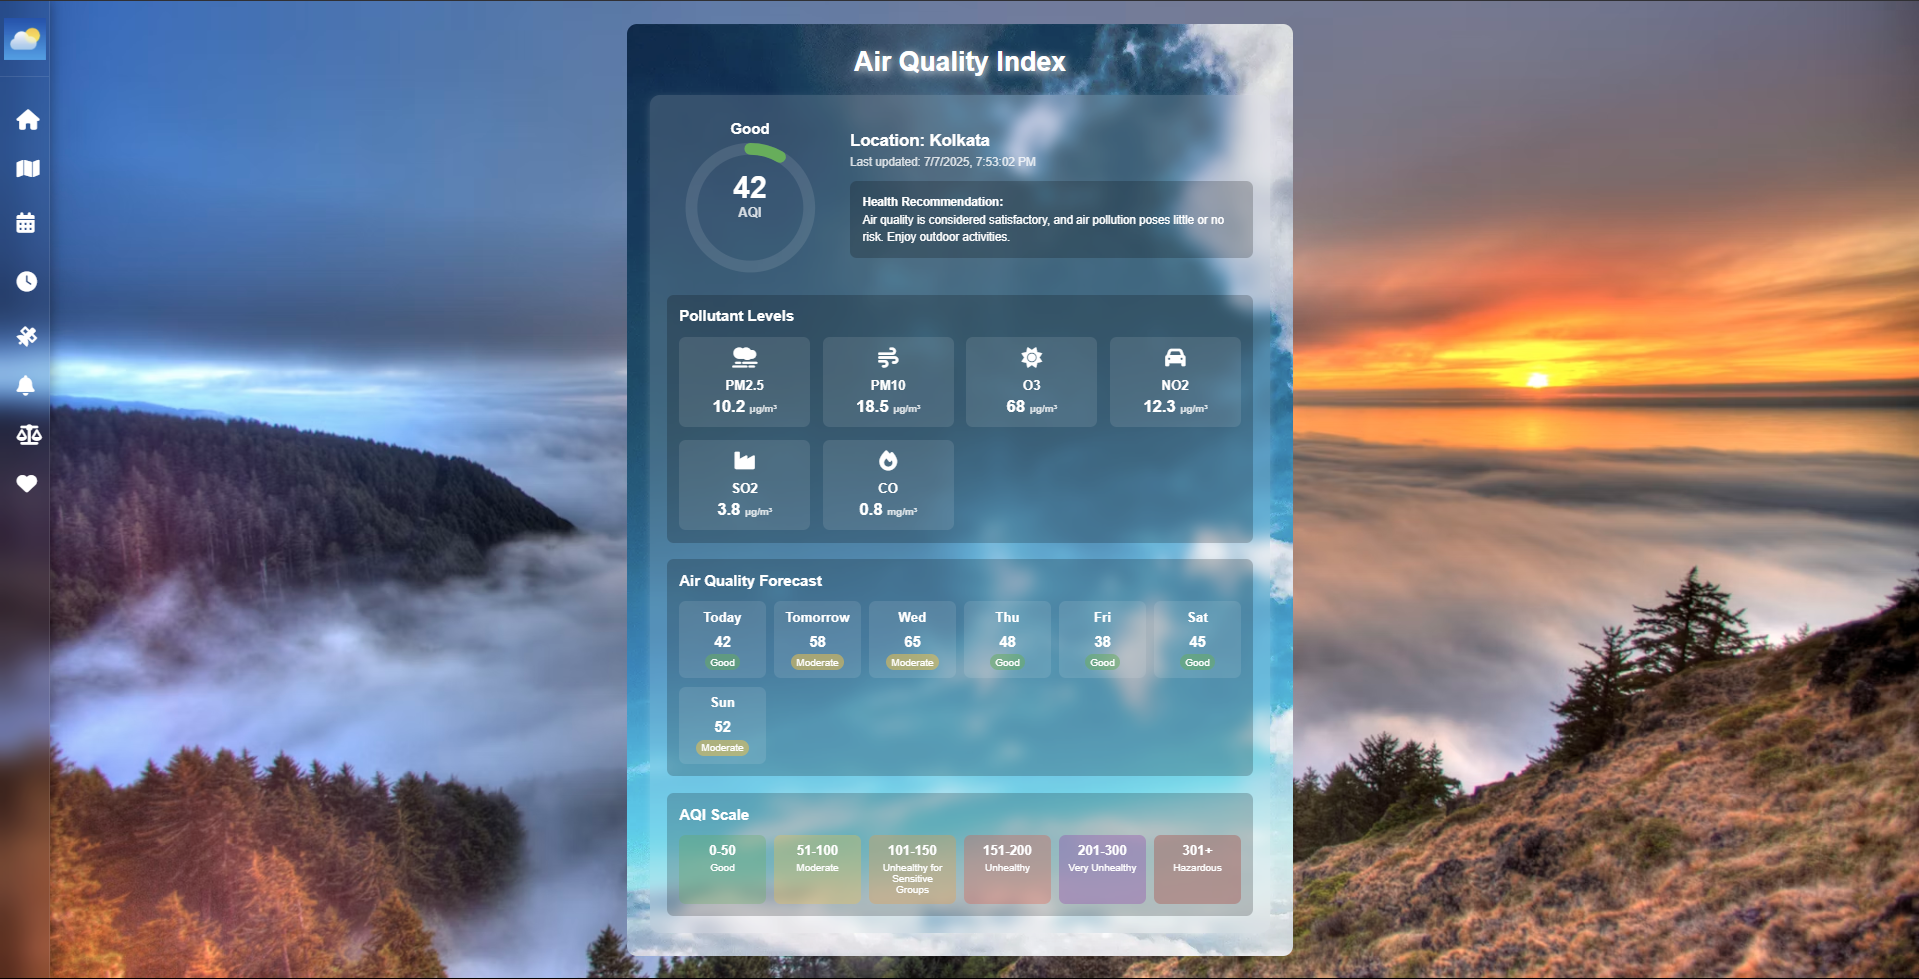 Air Quality Index
Good
42
AQI
Location: Kolkata
Last updated: 7/7/2025, 7:53:02 PM
Health Recommendation:
Air quality is considered satisfactory, and air pollution poses little or no
risk. Enjoy outdoor activities.
Pollutant Levels
PM2.5
10.2 µg/m³
PM10
18.5 µg/m³
O3
68 µg/m³
NO2
12.3 µg/m³
SO2
3.8 µg/m³
CO
0.8 mg/m³
Air Quality Forecast
Today
42
Good
Tomorrow
58
Moderate
Wed
65
Moderate
Thu
48
Good
Fri
38
Good
Sat
45
Good
Sun
52
Moderate
AQI Scale
0-50
Good
51-100
Moderate
101-150
Unhealthy for
Sensitive
Groups
151-200
Unhealthy
201-300
Very Unhealthy
301+
Hazardous